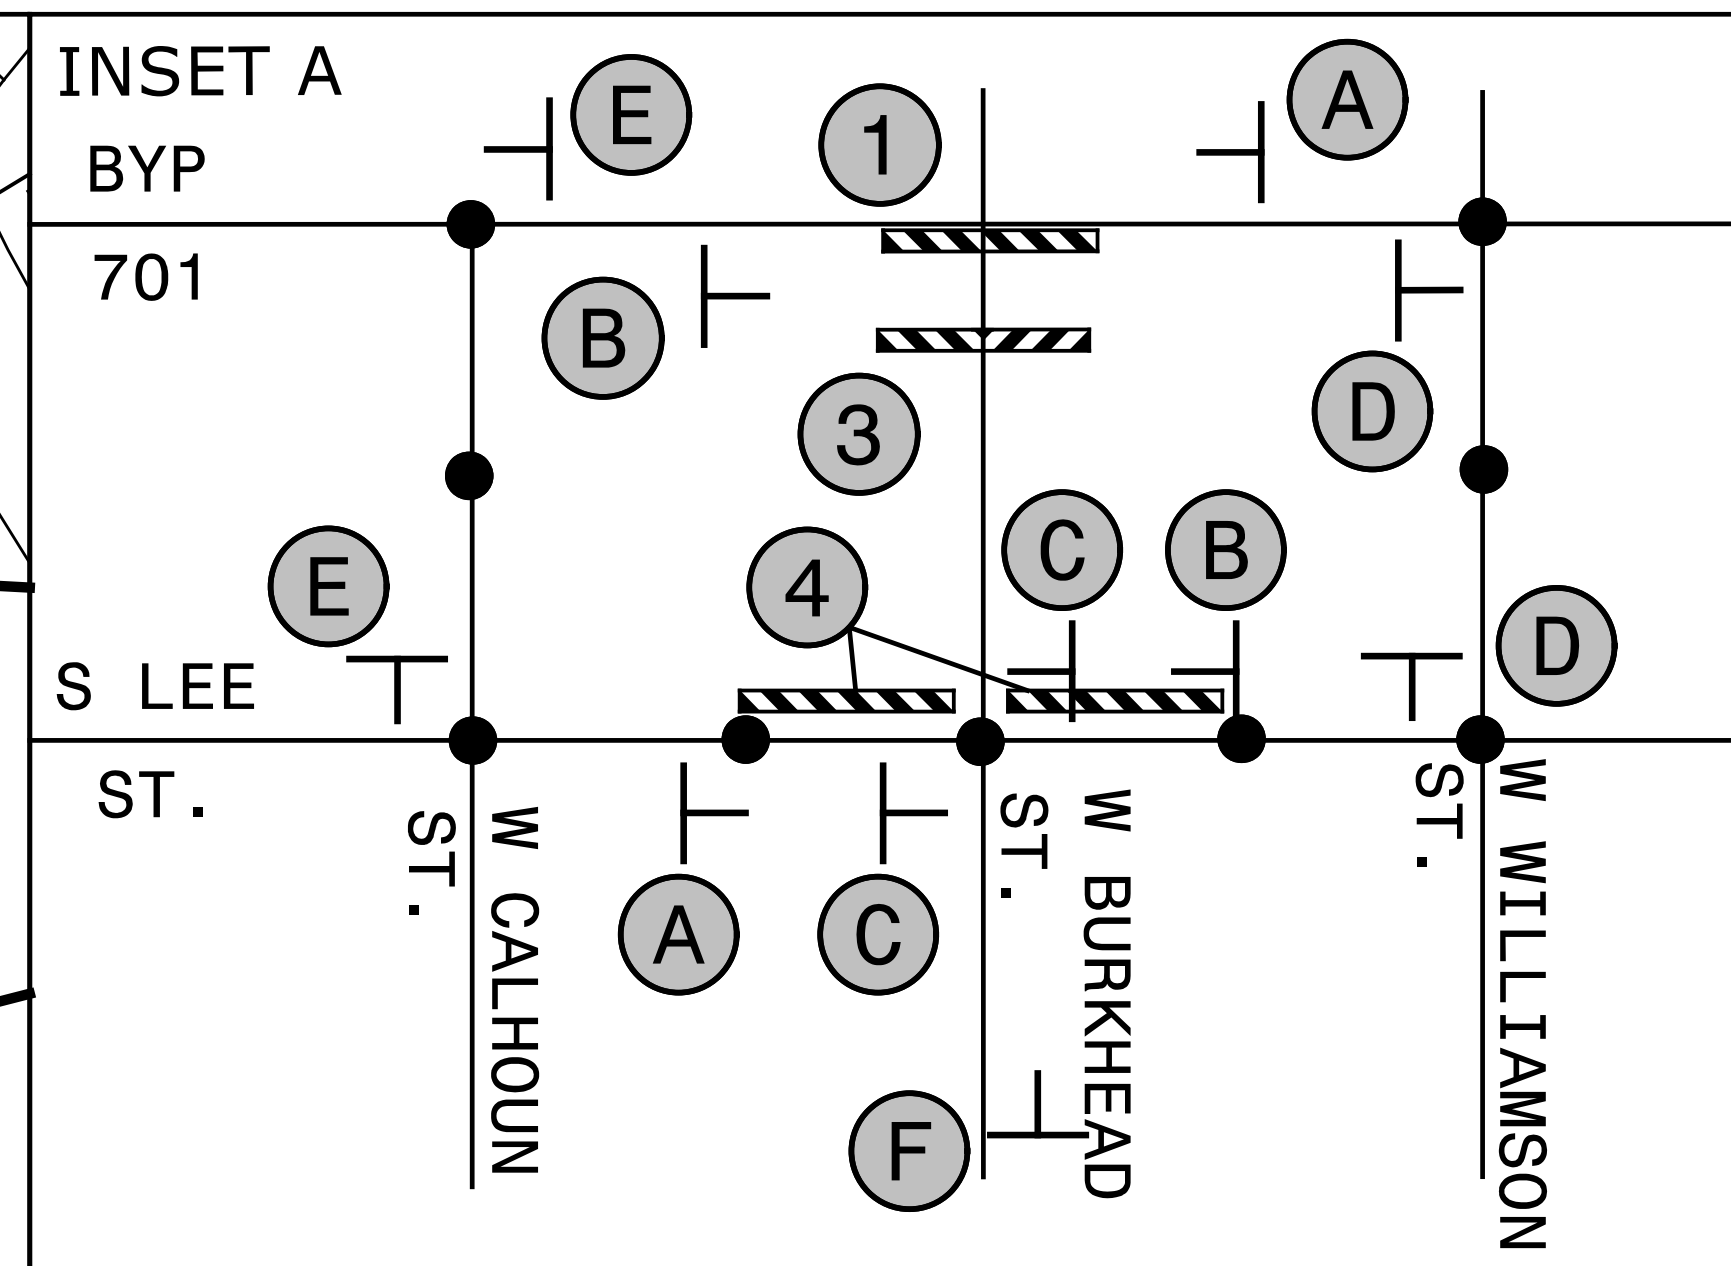 INSET A
E
1
A
BYP
701
B
3
D
E
4
C
B
D
S LEE
ST.
W CALHOUN
ST.
W BURKHEAD
ST.
W WILLIAMSON
ST.
A
C
F